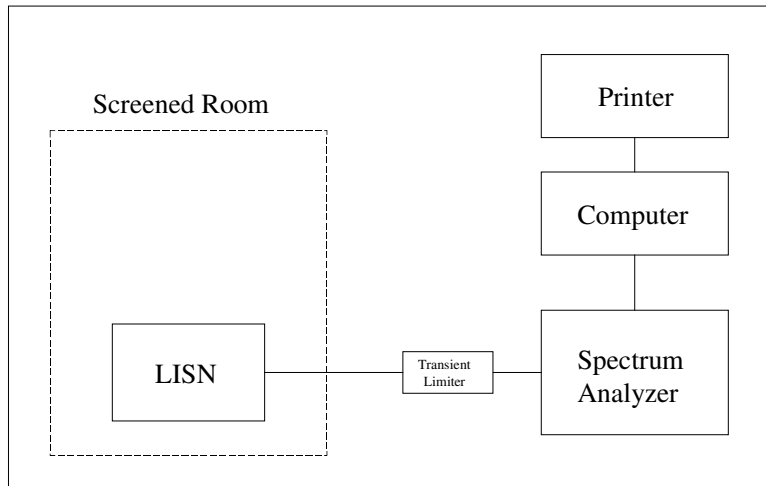 Screened Room
Printer
Computer
LISN
Transient
Limiter
Spectrum
Analyzer